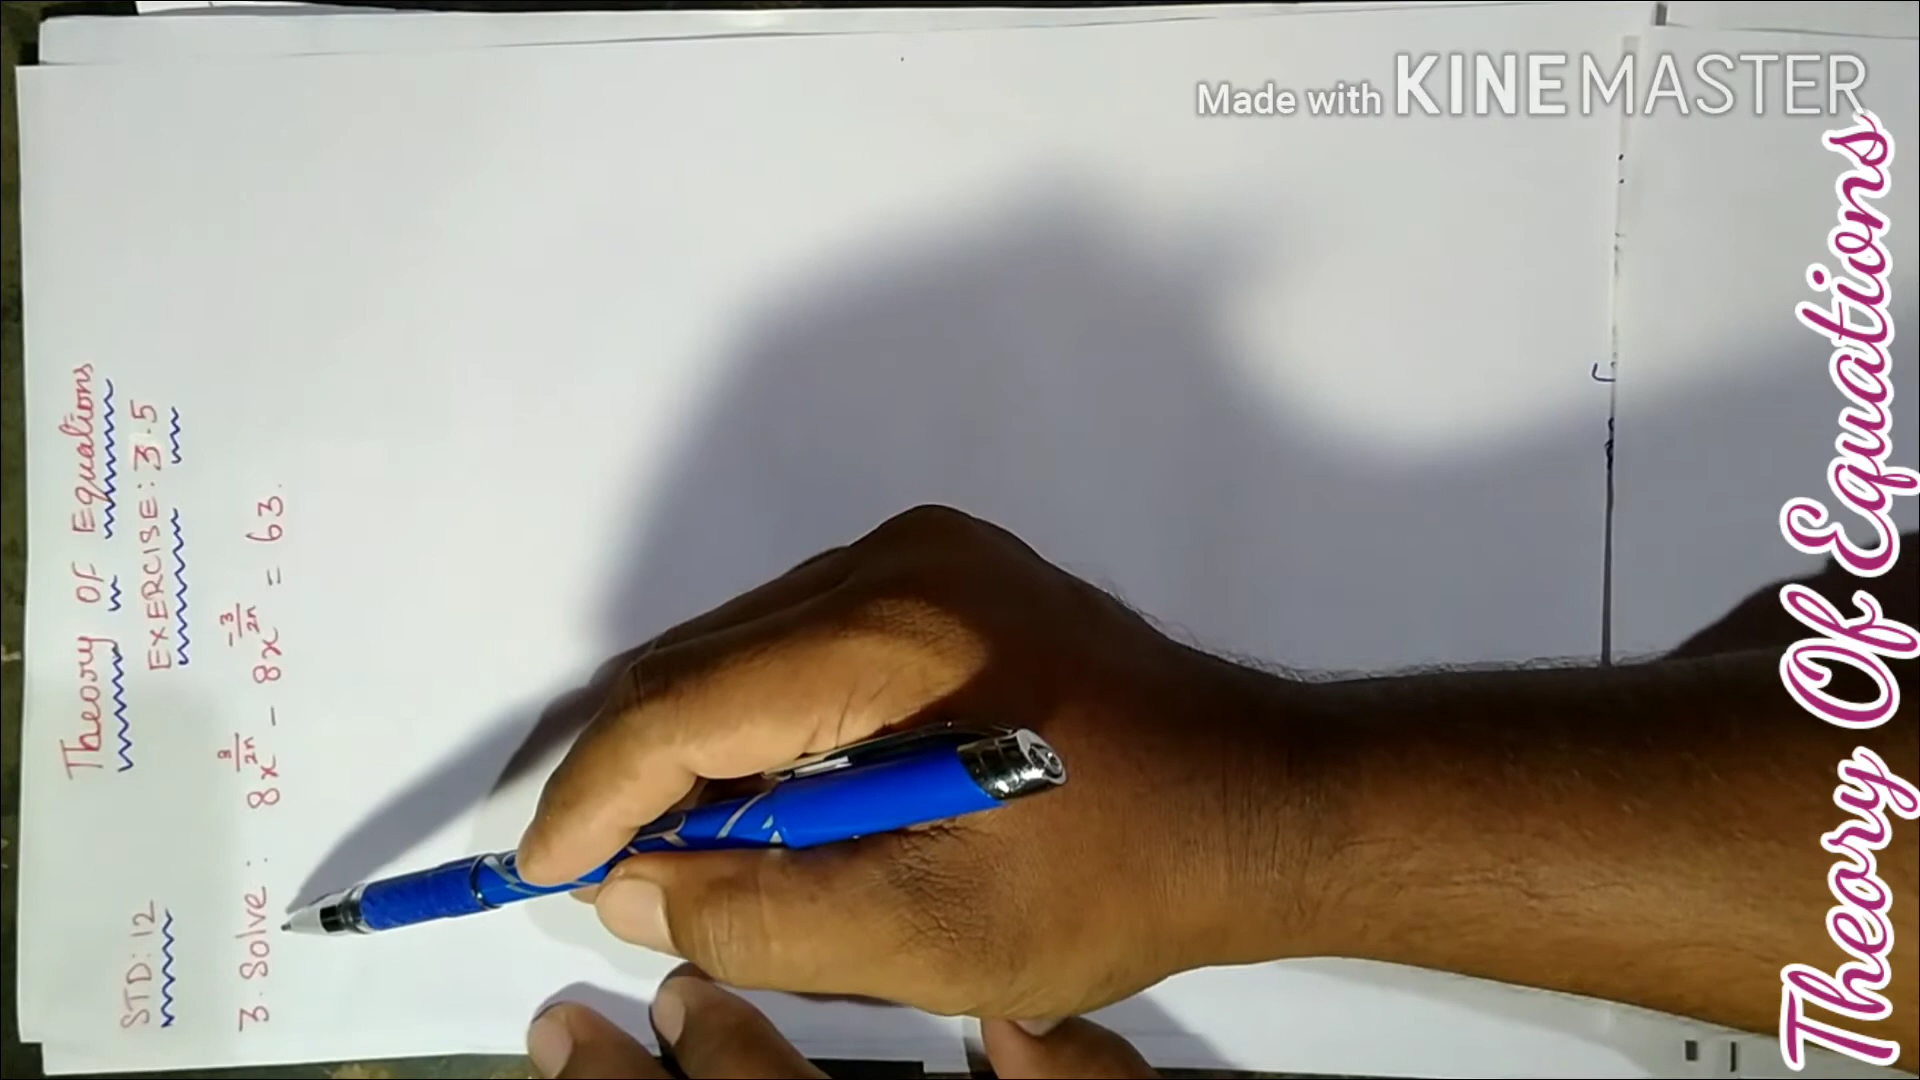 Made with KINEMASTER
Theory Of Equations
Theory OF Equations
STD: 12
EXERCISE: 3.5
3. Solve : 8x^{3/2n} - 8x^{-3/2n} = 63.